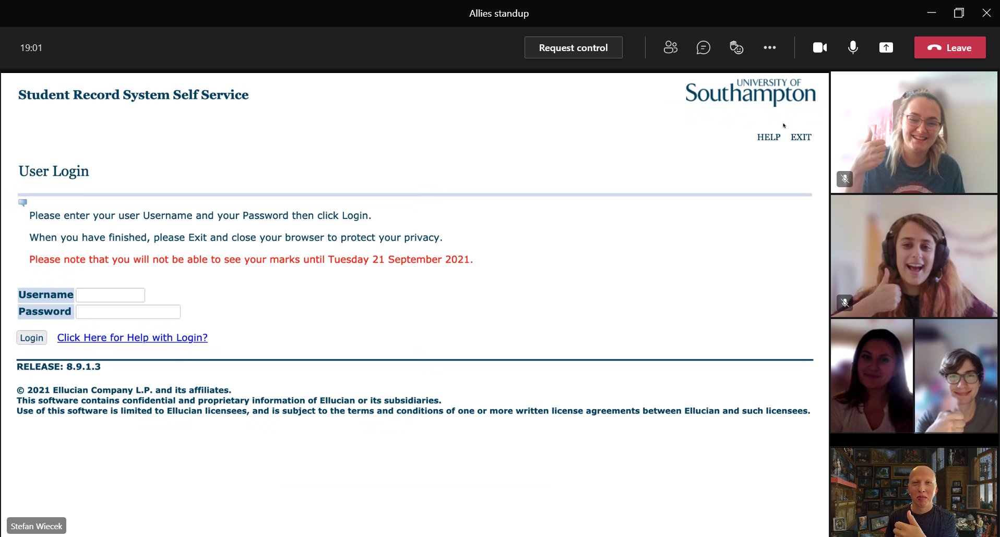 Allies standup
19:01
Request control
Leave
Student Record System Self Service
UNIVERSITY OF
Southampton
HELP EXIT
User Login
Please enter your user Username and your Password then click Login.
When you have finished, please Exit and close your browser to protect your privacy.
Please note that you will not be able to see your marks until Tuesday 21 September 2021.
Username
Password
Login Click Here for Help with Login?
RELEASE: 8.9.1.3
© 2021 Ellucian Company L.P. and its affiliates.
This software contains confidential and proprietary information of Ellucian or its subsidiaries.
Use of this software is limited to Ellucian licensees, and is subject to the terms and conditions of one or more written license agreements between Ellucian and such licensees.
Stefan Wiecek